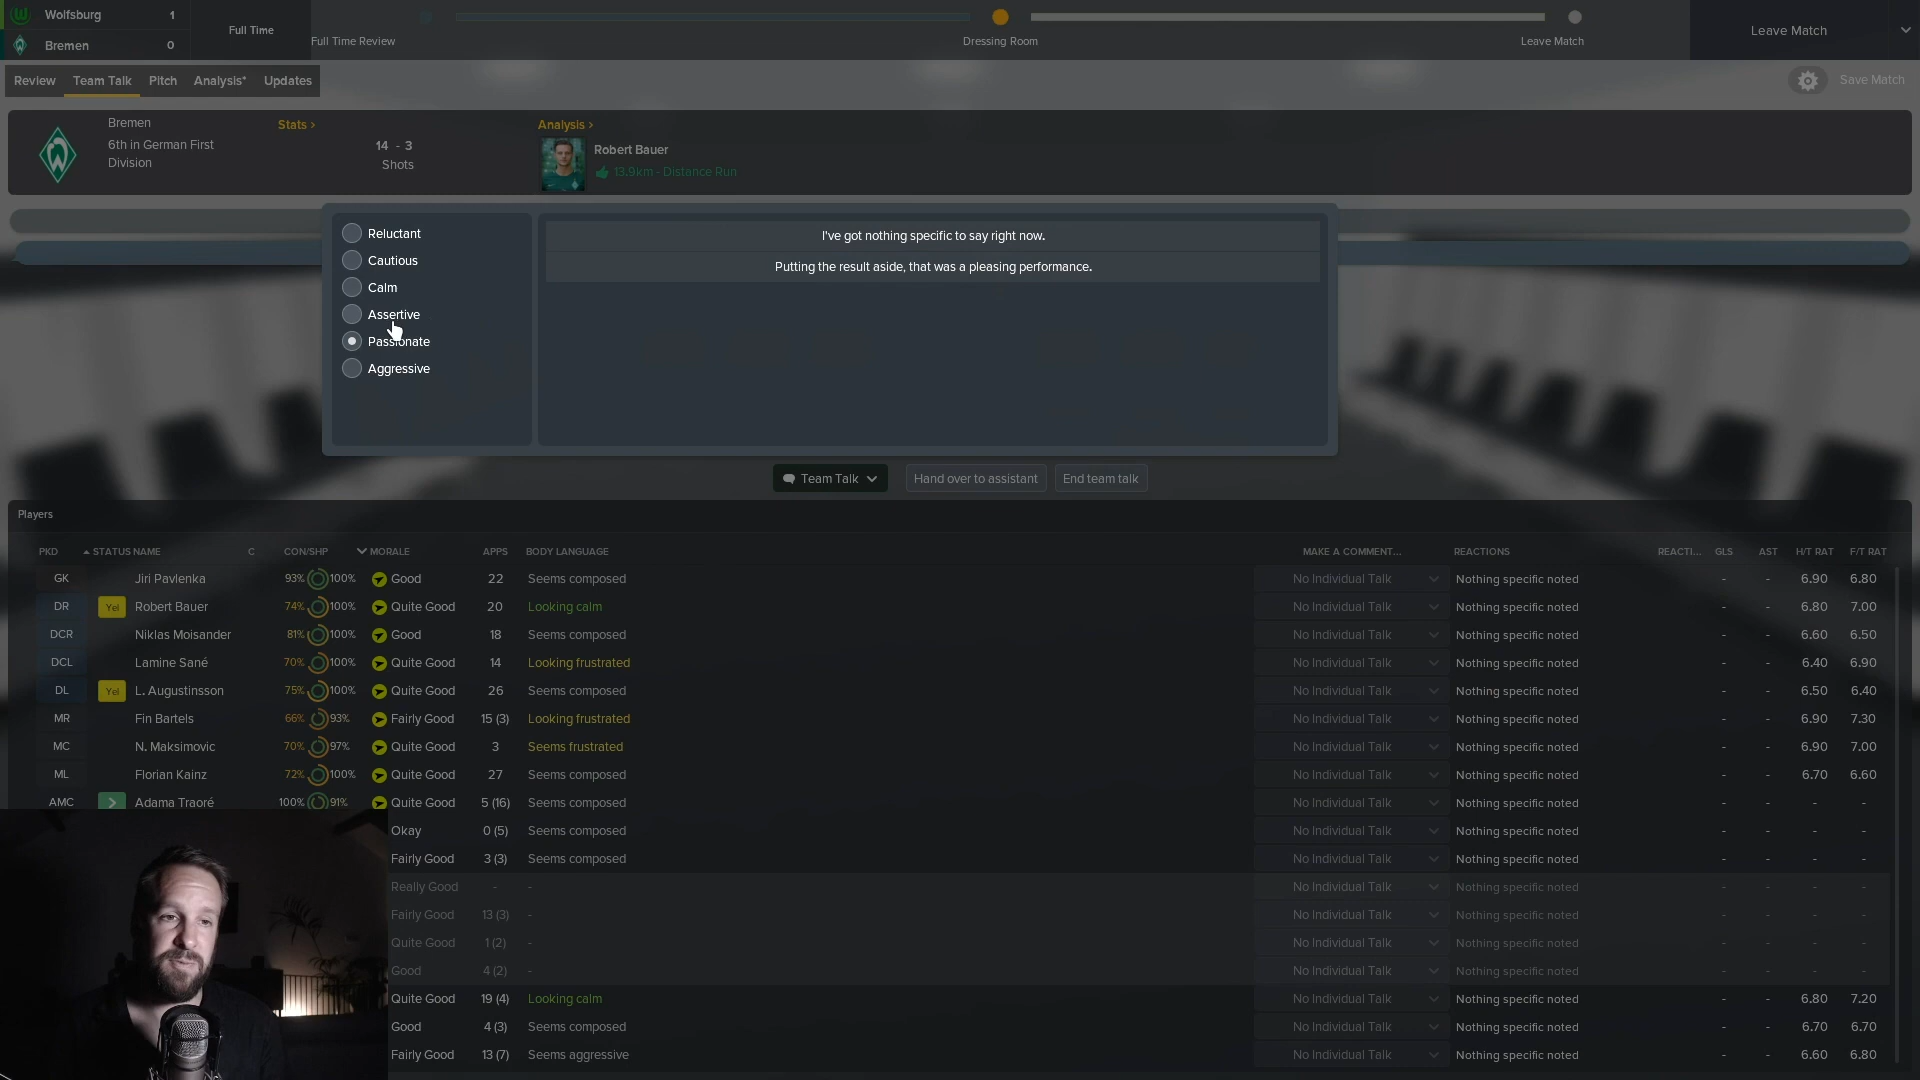 Wolfsburg 1
Bremen 0
Full Time
Full Time Review
Dressing Room
Leave Match
Leave Match
Review Team Talk Pitch Analysis* Updates
Save Match
Bremen
6th in German First
Division
Stats >
14 - 3
Shots
Analysis >
Robert Bauer
13.9km - Distance Run
Reluctant
Cautious
Calm
Assertive
Passionate
Aggressive
I've got nothing specific to say right now.
Putting the result aside, that was a pleasing performance.
Team Talk Hand over to assistant End team talk
Players
PKD STATUS NAME C CON/SHP MORALE APPS BODY LANGUAGE MAKE A COMMENT... REACTIONS REACTI... GLS AST H/T RAT F/T RAT
GK Jiri Pavlenka 93% 100% Good 22 Seems composed No Individual Talk Nothing specific noted - - 6.90 6.80
DR Yel Robert Bauer 74% 100% Quite Good 20 Looking calm No Individual Talk Nothing specific noted - - 6.80 7.00
DCR Niklas Moisander 81% 100% Good 18 Seems composed No Individual Talk Nothing specific noted - - 6.60 6.50
DCL Lamine Sané 70% 100% Quite Good 14 Looking frustrated No Individual Talk Nothing specific noted - - 6.40 6.90
DL Yel L. Augustinsson 75% 100% Quite Good 26 Seems composed No Individual Talk Nothing specific noted - - 6.50 6.40
MR Fin Bartels 66% 93% Fairly Good 15 (3) Looking frustrated No Individual Talk Nothing specific noted - - 6.90 7.30
MC N. Maksimovic 70% 97% Quite Good 3 Seems frustrated No Individual Talk Nothing specific noted - - 6.90 7.00
ML Florian Kainz 72% 100% Quite Good 27 Seems composed No Individual Talk Nothing specific noted - - 6.70 6.60
AMC Adama Traoré 100% 91% Quite Good 5 (16) Seems composed No Individual Talk Nothing specific noted - - - -
Okay 0 (5) Seems composed No Individual Talk Nothing specific noted - - - -
Fairly Good 3 (3) Seems composed No Individual Talk Nothing specific noted - - - -
Really Good - - No Individual Talk Nothing specific noted - - - -
Fairly Good 13 (3) - No Individual Talk Nothing specific noted - - - -
Quite Good 1 (2) - No Individual Talk Nothing specific noted - - - -
Good 4 (2) - No Individual Talk Nothing specific noted - - - -
Quite Good 19 (4) Looking calm No Individual Talk Nothing specific noted - - 6.80 7.20
Good 4 (3) Seems composed No Individual Talk Nothing specific noted - - 6.70 6.70
Fairly Good 13 (7) Seems aggressive No Individual Talk Nothing specific noted - - 6.60 6.80